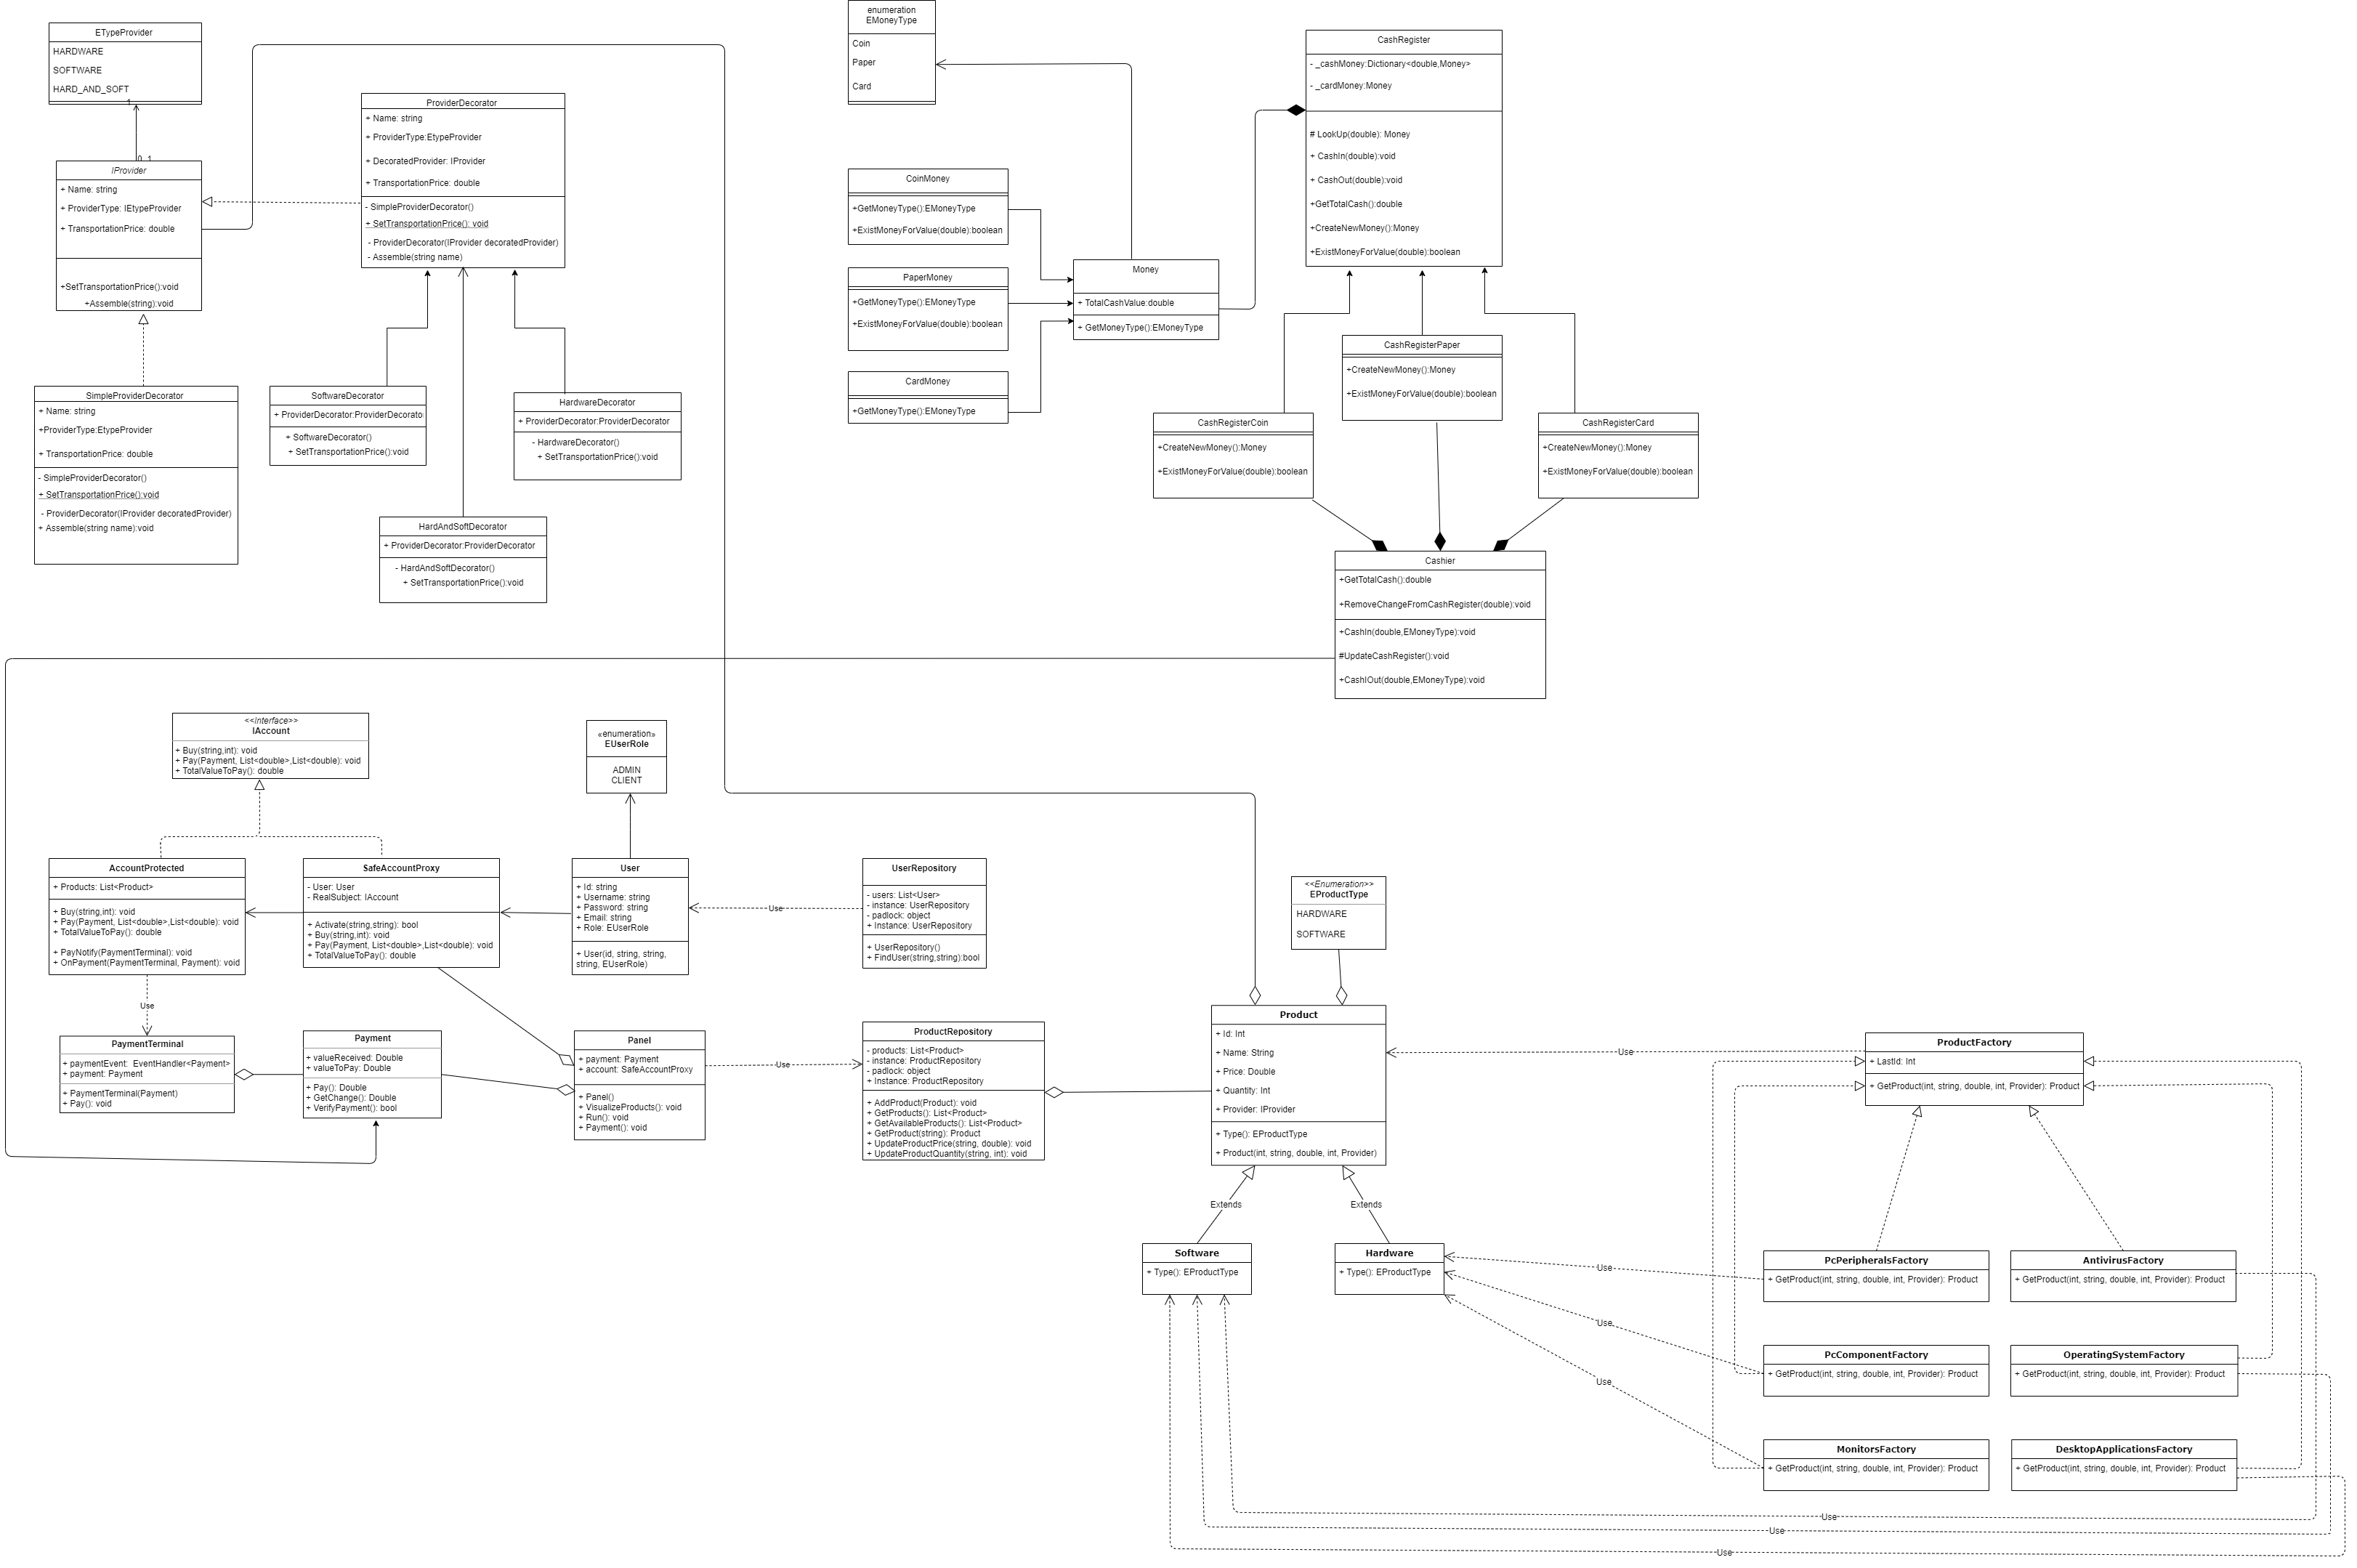 ETypeProvider
HARDWARE
SOFTWARE
HARD_AND_SOFT
1
0..1
IProvider
+ Name: string
+ ProviderType: IEtypeProvider
+ TransportationPrice: double
+SetTransportationPrice():void
+Assemble(string):void
ProviderDecorator
+ Name: string
+ ProviderType:EtypeProvider
+ DecoratedProvider: IProvider
+ TransportationPrice: double
- SimpleProviderDecorator()
+ SetTransportationPrice(): void
- ProviderDecorator(IProvider decoratedProvider)
- Assemble(string name)
SimpleProviderDecorator
+ Name: string
+ProviderType:EtypeProvider
+ TransportationPrice: double
- SimpleProviderDecorator()
+ SetTransportationPrice():void
- ProviderDecorator(IProvider decoratedProvider)
+ Assemble(string name):void
SoftwareDecorator
+ ProviderDecorator:ProviderDecorato
+ SoftwareDecorator()
+ SetTransportationPrice():void
HardwareDecorator
+ ProviderDecorator:ProviderDecorator
- HardwareDecorator()
+ SetTransportationPrice():void
HardAndSoftDecorator
+ ProviderDecorator:ProviderDecorator
- HardAndSoftDecorator()
+ SetTransportationPrice():void
enumeration
EMoneyType
Coin
Paper
Card
CoinMoney
+GetMoneyType():EMoneyType
+ExistMoneyForValue(double):boolean
PaperMoney
+GetMoneyType():EMoneyType
+ExistMoneyForValue(double):boolean
CardMoney
+GetMoneyType():EMoneyType
Money
+ TotalCashValue:double
+ GetMoneyType():EMoneyType
CashRegister
- _cashMoney:Dictionary<double,Money>
- _cardMoney:Money
# LookUp(double): Money
+ CashIn(double):void
+ CashOut(double):void
+GetTotalCash():double
+CreateNewMoney():Money
+ExistMoneyForValue(double):boolean
CashRegisterPaper
+CreateNewMoney():Money
+ExistMoneyForValue(double):boolean
CashRegisterCoin
+CreateNewMoney():Money
+ExistMoneyForValue(double):boolean
CashRegisterCard
+CreateNewMoney():Money
+ExistMoneyForValue(double):boolean
Cashier
+GetTotalCash():double
+RemoveChangeFromCashRegister(double):void
+CashIn(double,EMoneyType):void
#UpdateCashRegister():void
+CashIOut(double,EMoneyType):void
<<Interface>>
IAccount
+ Buy(string,int): void
+ Pay(Payment, List<double>,List<double): void
+ TotalValueToPay(): double
«enumeration»
EUserRole
ADMIN
CLIENT
AccountProtected
+ Products: List<Product>
+ Buy(string,int): void
+ Pay(Payment, List<double>,List<double): void
+ TotalValueToPay(): double
+ PayNotify(PaymentTerminal): void
+ OnPayment(PaymentTerminal, Payment): void
SafeAccountProxy
- User: User
- RealSubject: IAccount
+ Activate(string,string): bool
+ Buy(string,int): void
+ Pay(Payment, List<double>,List<double): void
+ TotalValueToPay(): double
User
+ Id: string
+ Username: string
+ Password: string
+ Email: string
+ Role: EUserRole
+ User(id, string, string,
string, EUserRole)
Use
UserRepository
- users: List<User>
- instance: UserRepository
- padlock: object
+ Instance: UserRepository
+ UserRepository()
+ FindUser(string,string):bool
Use
PaymentTerminal
+ paymentEvent:  EventHandler<Payment>
+ payment: Payment
+ PaymentTerminal(Payment)
+ Pay(): void
Payment
+ valueReceived: Double
+ valueToPay: Double
+ Pay(): Double
+ GetChange(): Double
+ VerifyPayment(): bool
Panel
+ payment: Payment
+ account: SafeAccountProxy
+ Panel()
+ VisualizeProducts(): void
+ Run(): void
+ Payment(): void
Use
ProductRepository
- products: List<Product>
- instance: ProductRepository
- padlock: object
+ Instance: ProductRepository
+ AddProduct(Product): void
+ GetProducts(): List<Product>
+ GetAvailableProducts(): List<Product>
+ GetProduct(string): Product
+ UpdateProductPrice(string, double): void
+ UpdateProductQuantity(string, int): void
<<Enumeration>>
EProductType
HARDWARE
SOFTWARE
Product
+ Id: Int
+ Name: String
+ Price: Double
+ Quantity: Int
+ Provider: IProvider
+ Type(): EProductType
+ Product(int, string, double, int, Provider)
Use
ProductFactory
+ LastId: Int
+ GetProduct(int, string, double, int, Provider): Product
Extends
Extends
Software
+ Type(): EProductType
Hardware
+ Type(): EProductType
Use
Use
Use
PcPeripheralsFactory
+ GetProduct(int, string, double, int, Provider): Product
AntivirusFactory
+ GetProduct(int, string, double, int, Provider): Product
PcComponentFactory
+ GetProduct(int, string, double, int, Provider): Product
OperatingSystemFactory
+ GetProduct(int, string, double, int, Provider): Product
MonitorsFactory
+ GetProduct(int, string, double, int, Provider): Product
DesktopApplicationsFactory
+ GetProduct(int, string, double, int, Provider): Product
Use
Use
Use